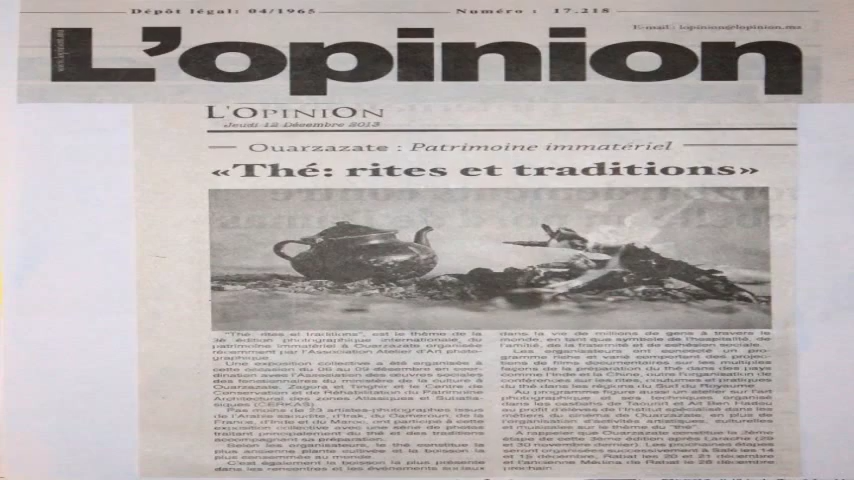 Dépôt légal: 04/1965
Numéro : 17.218
E-mail: lopinion@lopinion.ma
L'opinion
L'OPINION
Jeudi 12 Décembre 2013
Ouarzazate : Patrimoine immatériel
«Thé: rites et traditions»
"Thé rites et traditions", est le thème de la
3è édition photographique internationale du
patrimoine immatériel à Ouarzazate organisée
récemment par l'Association Atelier d'Art photo-
graphique.
Une exposition collective a été organisée à
cette occasion du 06 au 09 décembre en coor-
dination avec l'Association des œuvres sociales
des fonctionnaires du ministère de la culture à
Ouarzazate, Zagora et Tinghir et le Centre de
Conservation et de Réhabilitation du Patrimoine
Architectural des zones Atlasiques et Subatla-
siques (CERKAS).
Pas moins de 23 artistes-photographes issus
de l'Arabie saoudite, d'Irak, du Cameroun, de la
France, d'Inde et du Maroc, ont participé à cette
exposition collective avec une série de photos
traitant principalement du thé et des traditions
accompagnant sa préparation.
Selon les organisateurs, le thé constitue la
plus ancienne plante cultivée et la boisson la
plus consommée au monde.
C'est également la boisson la plus présente
dans les rencontres et les événements sociaux
dans la vie de millions de gens à travers le
monde, en tant que symbole de l'hospitalité, de
l'amitié, de la fraternité et de cohésion sociale.
Les organisateurs ont concocté un pro-
gramme riche et varié comportant des projec-
tions de films documentaires sur les multiples
façons de la préparation du thé dans des pays
comme l'Inde et la Chine, outre l'organisation de
conférences sur les rites, coutumes et pratiques
du thé dans les régions du Sud du Royaume.
Au programme figurait un atelier sur l'art
photographique et ses techniques organisé
dans les kasbahs Taourirt et Ait Ben Haddou
au profit d'élèves de l'Institut spécialisé dans les
métiers du cinéma de Ouarzazate, en plus de
l'organisation d'activités artistiques, culturelles
et musicales sur le thème du "thé".
A rappeler que Ouarzazate constitue la 2ème
étape de cette 3ème édition après Larache (29
et 30 novembre dernier). Les prochaines étapes
seront organisées successivement à Salé les 14
et 15 décembre, Rabat les 20 et 21 décembre
et l'ancienne Médina de Rabat le 28 décembre
prochain.